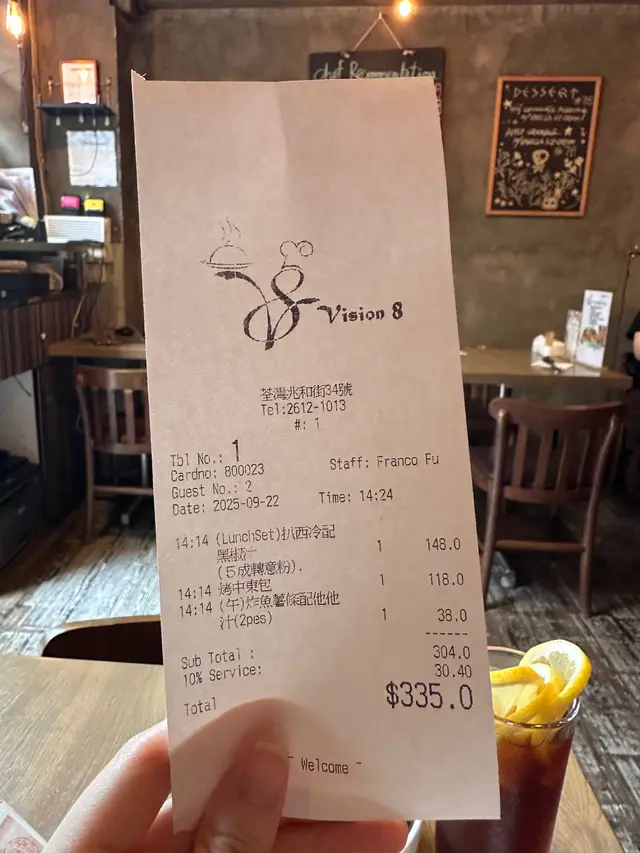 Chef Recommendation
DESSERT
Vision 8
荃灣兆和街34號
Tel:2612-1013
#: 1
Tbl No.: 1
Cardno: 800023 Staff: Franco Fu
Guest No.: 2
Date: 2025-09-22 Time: 14:24
14:14 (LunchSet)扒西冷配 1 148.0
黑椒汁
(5成轉意粉).
14:14 烤中東包 1 118.0
14:14 (午)炸魚薯條配他他 1 38.0
汁(2pes)
------
Sub Total : 304.0
10% Service: 30.40
Total $335.0
~ Welcome ~